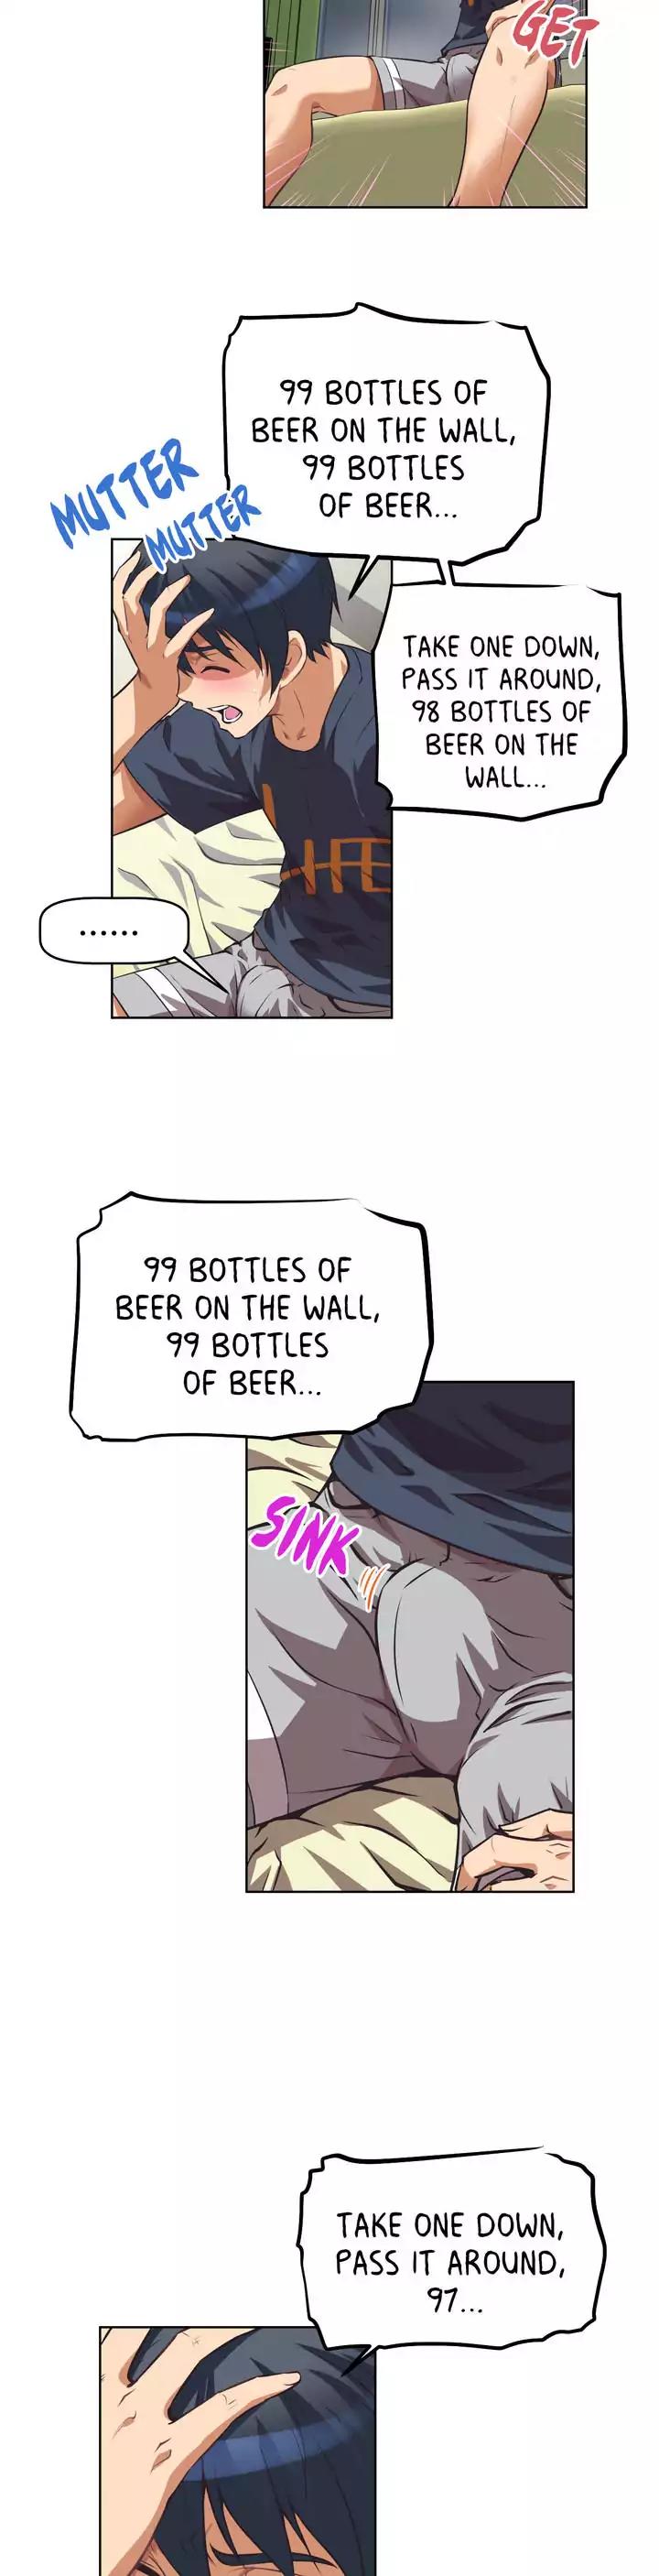 GET
99 BOTTLES OF
BEER ON THE WALL,
99 BOTTLES
OF BEER...
MUTTER
MUTTER
TAKE ONE DOWN,
PASS IT AROUND,
98 BOTTLES OF
BEER ON THE
WALL...
......
99 BOTTLES OF
BEER ON THE WALL,
99 BOTTLES
OF BEER...
SINK
TAKE ONE DOWN,
PASS IT AROUND,
97...